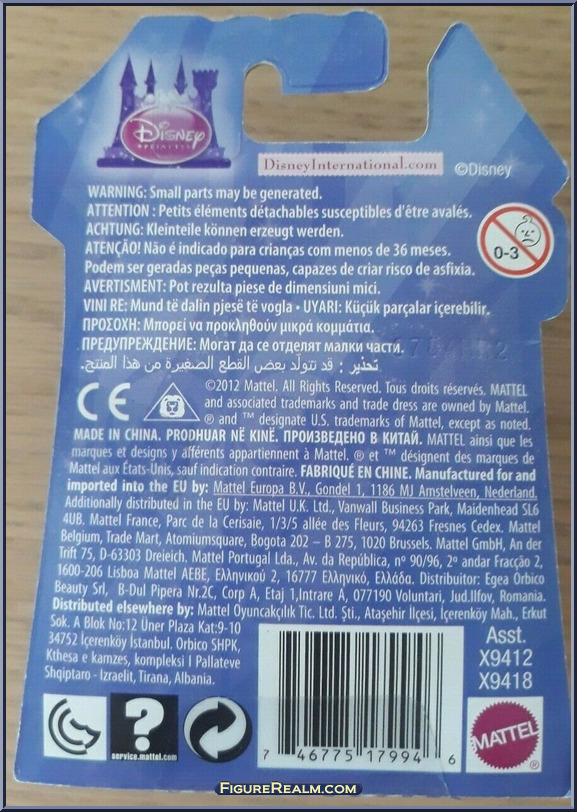 Disney
PRINCESS
DisneyInternational.com
©Disney
WARNING: Small parts may be generated.
ATTENTION : Petits éléments détachables susceptibles d'être avalés.
ACHTUNG: Kleinteile können erzeugt werden.
ATENÇÃO! Não é indicado para crianças com menos de 36 meses.
Podem ser geradas peças pequenas, capazes de criar risco de asfixia.
AVERTISMENT: Pot rezulta piese de dimensiuni mici.
VINI RE: Mund të dalin pjesë të vogla • UYARI: Küçük parçalar içerebilir.
ΠΡΟΣΟΧΗ: Μπορεί να προκληθούν μικρά κομμάτια.
ПРЕДУПРЕЖДЕНИЕ: Могат да се отделят малки части.
تحذير : قد تتولّد بعض القطع الصغيرة من هذا المنتج.
0-3
CE
©2012 Mattel. All Rights Reserved. Tous droits réservés. MATTEL
and associated trademarks and trade dress are owned by Mattel.
® and ™ designate U.S. trademarks of Mattel, except as noted.
MADE IN CHINA. PRODHUAR NË KINË. ПРОИЗВЕДЕНО В КИТАЙ. MATTEL ainsi que les
marques et designs y afférents appartiennent à Mattel. ® et ™ désignent des marques de
Mattel aux États-Unis, sauf indication contraire. FABRIQUÉ EN CHINE. Manufactured for and
imported into the EU by: Mattel Europa B.V., Gondel 1, 1186 MJ Amstelveen, Nederland.
Additionally distributed in the EU by: Mattel U.K. Ltd., Vanwall Business Park, Maidenhead SL6
4UB. Mattel France, Parc de la Cerisaie, 1/3/5 allée des Fleurs, 94263 Fresnes Cedex. Mattel
Belgium, Trade Mart, Atomiumsquare, Bogota 202 – B 275, 1020 Brussels. Mattel GmbH, An der
Trift 75, D-63303 Dreieich. Mattel Portugal Lda., Av. da República, nº 90/96, 2º andar Fracção 2,
1600-206 Lisboa Mattel AEBE, Ελληνικού 2, 16777 Ελληνικό, Ελλάδα. Distribuitor: Egea Orbico
Beauty Srl, B-Dul Pipera Nr.2C, Corp A, Etaj 1,Intrare A, 077190 Voluntari, Jud.Ilfov, Romania.
Distributed elsewhere by: Mattel Oyuncakçılık Tic. Ltd. Şti., Ataşehir İlçesi, İçerenköy Mah., Erkut
Sok. A Blok No:12 Üner Plaza Kat:9-10
34752 İçerenköy İstanbul. Orbico SHPK,
Kthesa e kamzes, kompleksi I Pallateve
Shqiptaro - Izraelit, Tirana, Albania.
Asst.
X9412
X9418
service.mattel.com
7 46775 17994 6
MATTEL
FIGUREREALM.COM